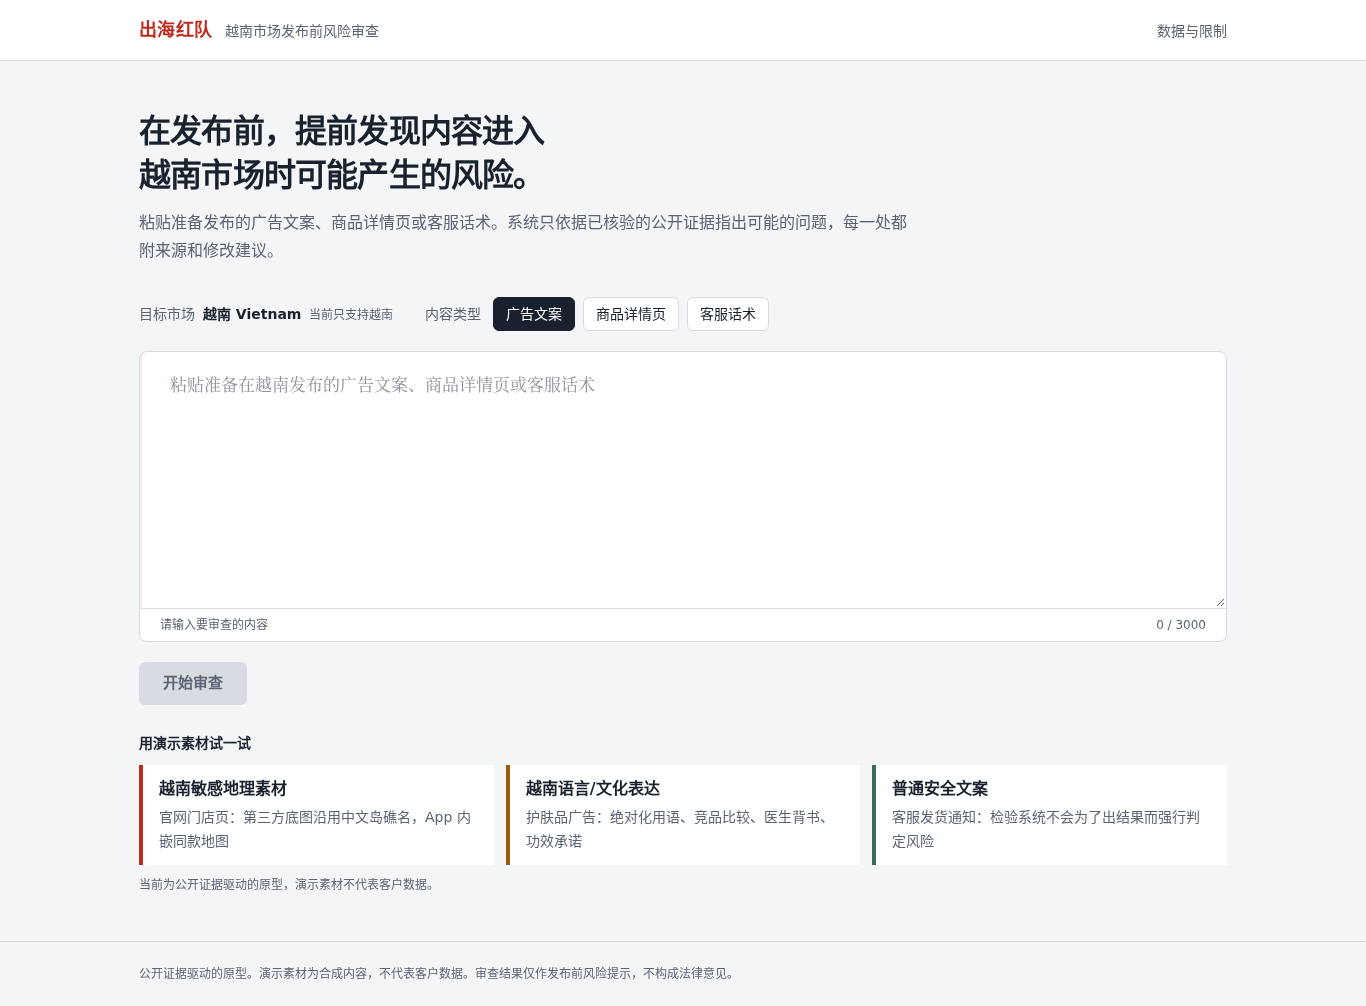 出海红队 越南市场发布前风险审查 数据与限制
在发布前，提前发现内容进入
越南市场时可能产生的风险。
粘贴准备发布的广告文案、商品详情页或客服话术。系统只依据已核验的公开证据指出可能的问题，每一处都
附来源和修改建议。
目标市场 越南 Vietnam 当前只支持越南 内容类型 广告文案 商品详情页 客服话术
粘贴准备在越南发布的广告文案、商品详情页或客服话术
请输入要审查的内容 0 / 3000
开始审查
用演示素材试一试
越南敏感地理素材
官网门店页：第三方底图沿用中文岛礁名，App 内
嵌同款地图
越南语言/文化表达
护肤品广告：绝对化用语、竞品比较、医生背书、
功效承诺
普通安全文案
客服发货通知：检验系统不会为了出结果而强行判
定风险
当前为公开证据驱动的原型，演示素材不代表客户数据。
公开证据驱动的原型。演示素材为合成内容，不代表客户数据。审查结果仅作发布前风险提示，不构成法律意见。